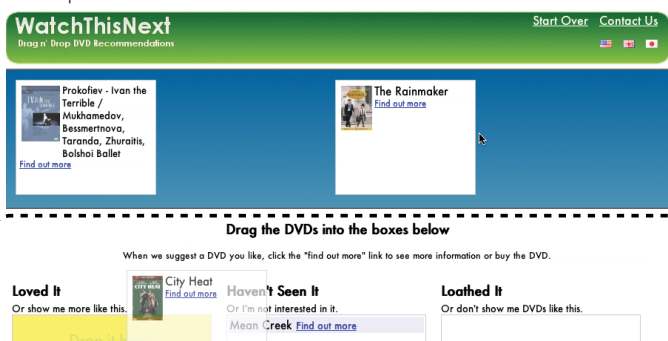 WatchThisNext
Drag n' Drop DVD Recommendations
Start Over Contact Us
Prokofiev - Ivan the
Terrible /
Mukhamedov,
Bessmertnova,
Taranda, Zhuraitis,
Bolshoi Ballet
Find out more
The Rainmaker
Find out more
Drag the DVDs into the boxes below
When we suggest a DVD you like, click the "find out more" link to see more information or buy the DVD.
City Heat
Find out more
Loved It
Or show me more like this.
Haven't Seen It
Or I'm not interested in it.
Mean Creek Find out more
Loathed It
Or don't show me DVDs like this.